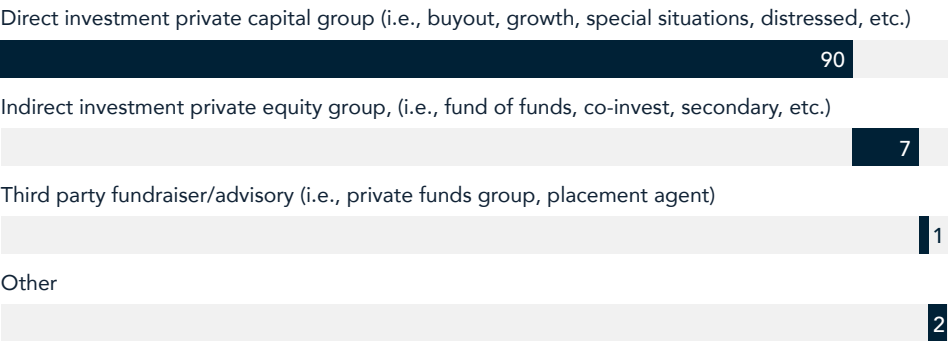 Direct investment private capital group (i.e., buyout, growth, special situations, distressed, etc.)
90
Indirect investment private equity group, (i.e., fund of funds, co-invest, secondary, etc.)
7
Third party fundraiser/advisory (i.e., private funds group, placement agent)
1
Other
2